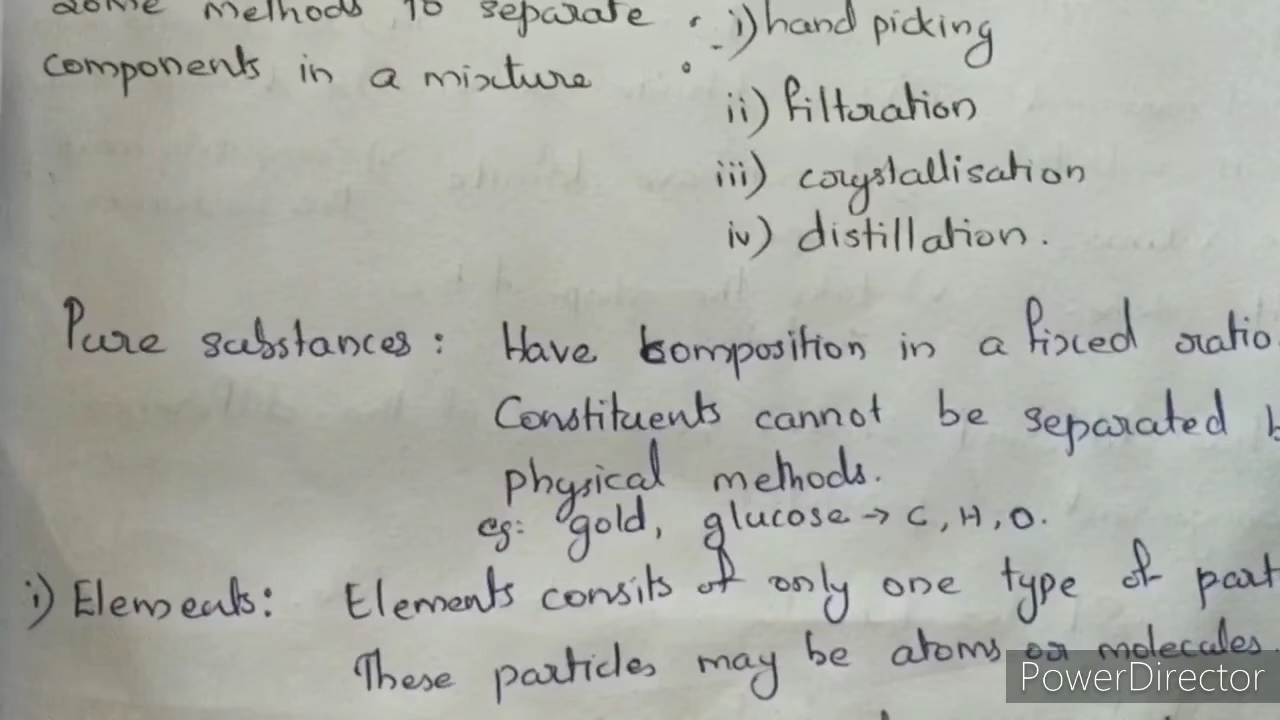 some methods to separate : i) hand picking
components in a mixture
ii) filtration
iii) crystallisation
iv) distillation.
Pure substances : Have composition in a fixed ratio.
Constituents cannot be separated
physical methods.
eg: gold, glucose → C, H, O.
i) Elements: Elements consits of only one type of part
These particles may be atoms or molecules.
PowerDirector